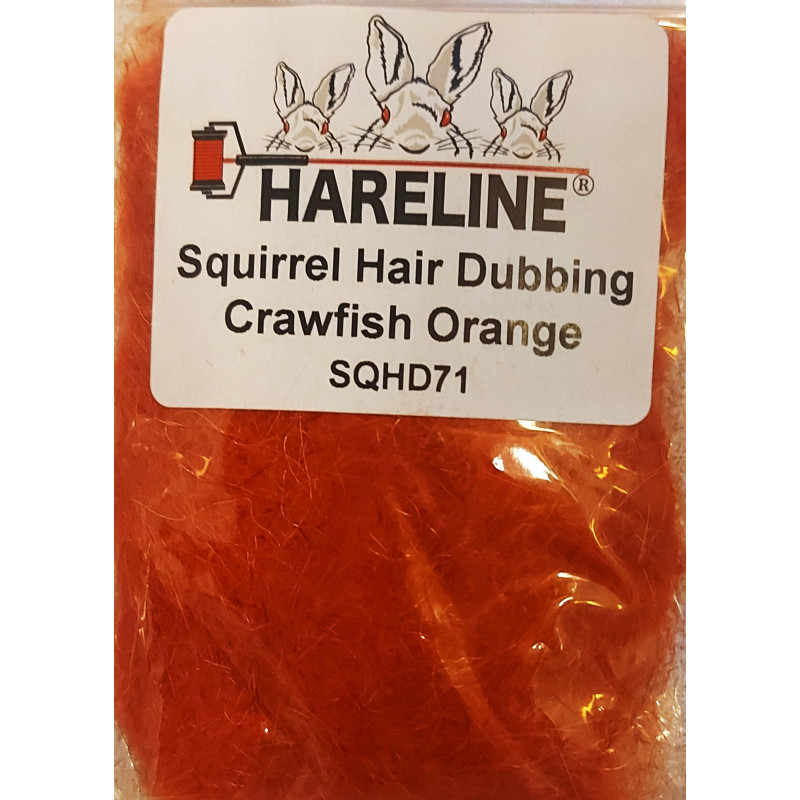 HARELINE®
Squirrel Hair Dubbing
Crawfish Orange
SQHD71